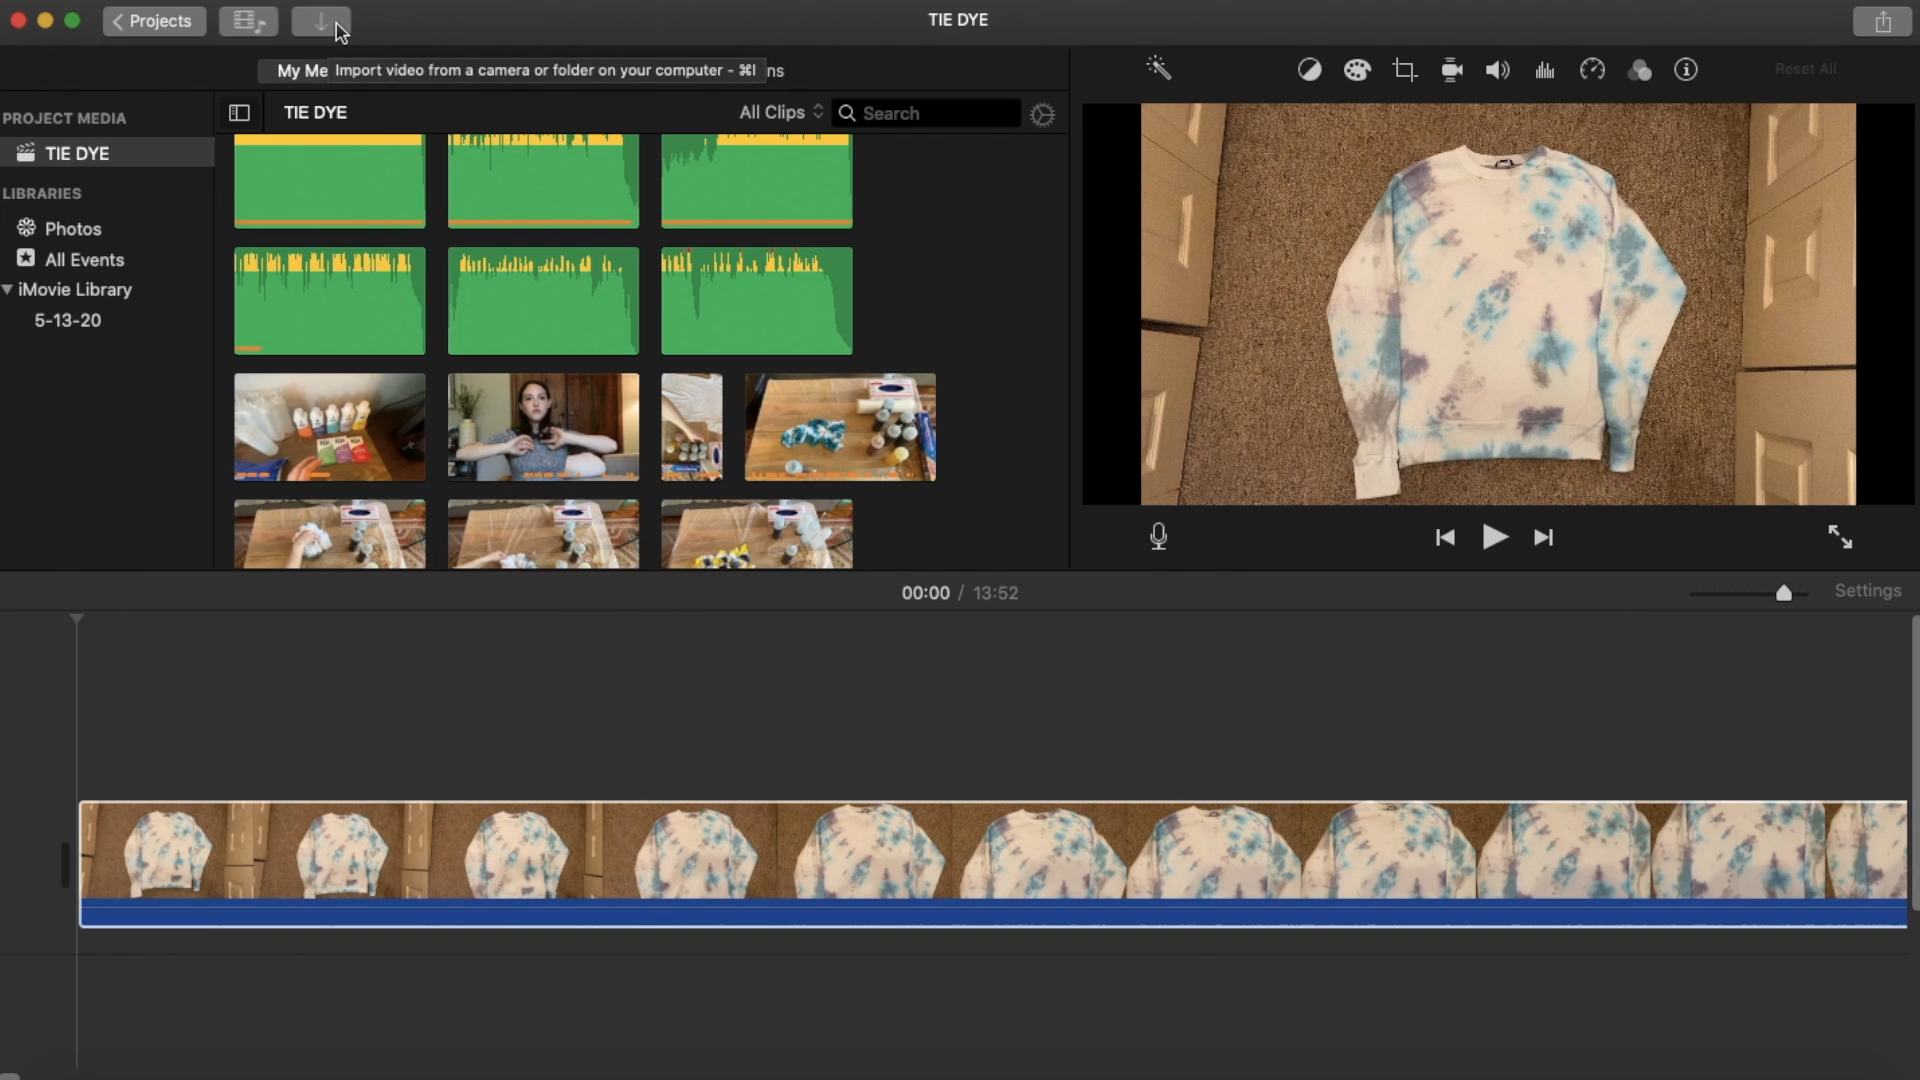 Projects
TIE DYE
My Me
Import video from a camera or folder on your computer - ⌘I
ns
Reset All
PROJECT MEDIA
TIE DYE
All Clips
Search
TIE DYE
LIBRARIES
Photos
All Events
iMovie Library
5-13-20
00:00 / 13:52
Settings